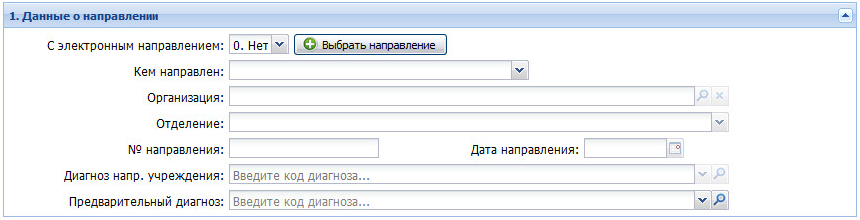 1. Данные о направлении
С электронным направлением: 0. Нет Выбрать направление
Кем направлен:
Организация:
Отделение:
№ направления: Дата направления:
Диагноз напр. учреждения: Введите код диагноза...
Предварительный диагноз: Введите код диагноза...